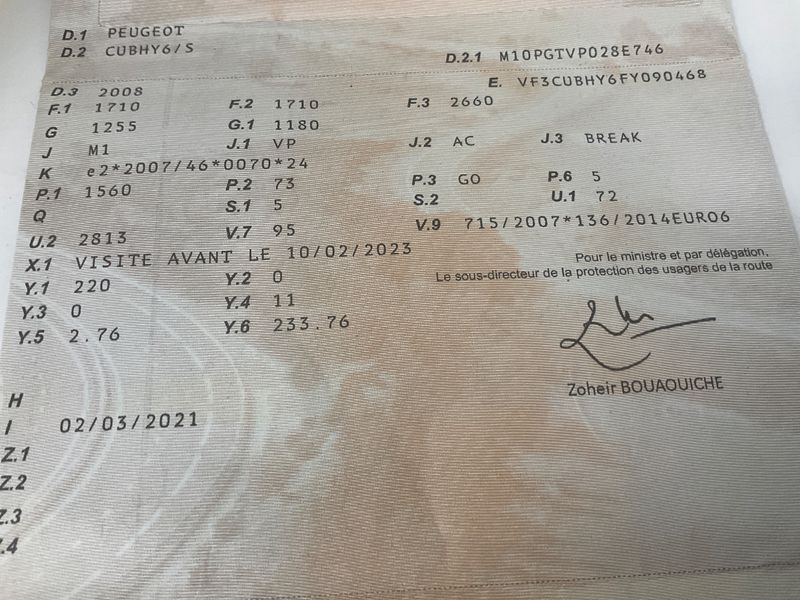 D.1 PEUGEOT
D.2 CUBHY6/S D.2.1 M10PGTVP028E746
D.3 2008 E. VF3CUBHY6FY090468
F.1 1710 F.2 1710 F.3 2660
G 1255 G.1 1180
J M1 J.1 VP J.2 AC J.3 BREAK
K e2*2007/46*0070*24
P.1 1560 P.2 73 P.3 GO P.6 5
Q S.1 5 S.2 U.1 72
U.2 2813 V.7 95 V.9 715/2007*136/2014EURO6
X.1 VISITE AVANT LE 10/02/2023
Pour le ministre et par délégation,
Y.1 220 Y.2 0 Le sous-directeur de la protection des usagers de la route
Y.3 0 Y.4 11
Y.5 2.76 Y.6 233.76
Zoheir BOUAOUICHE
H
I 02/03/2021
Z.1
Z.2
Z.3
Z.4